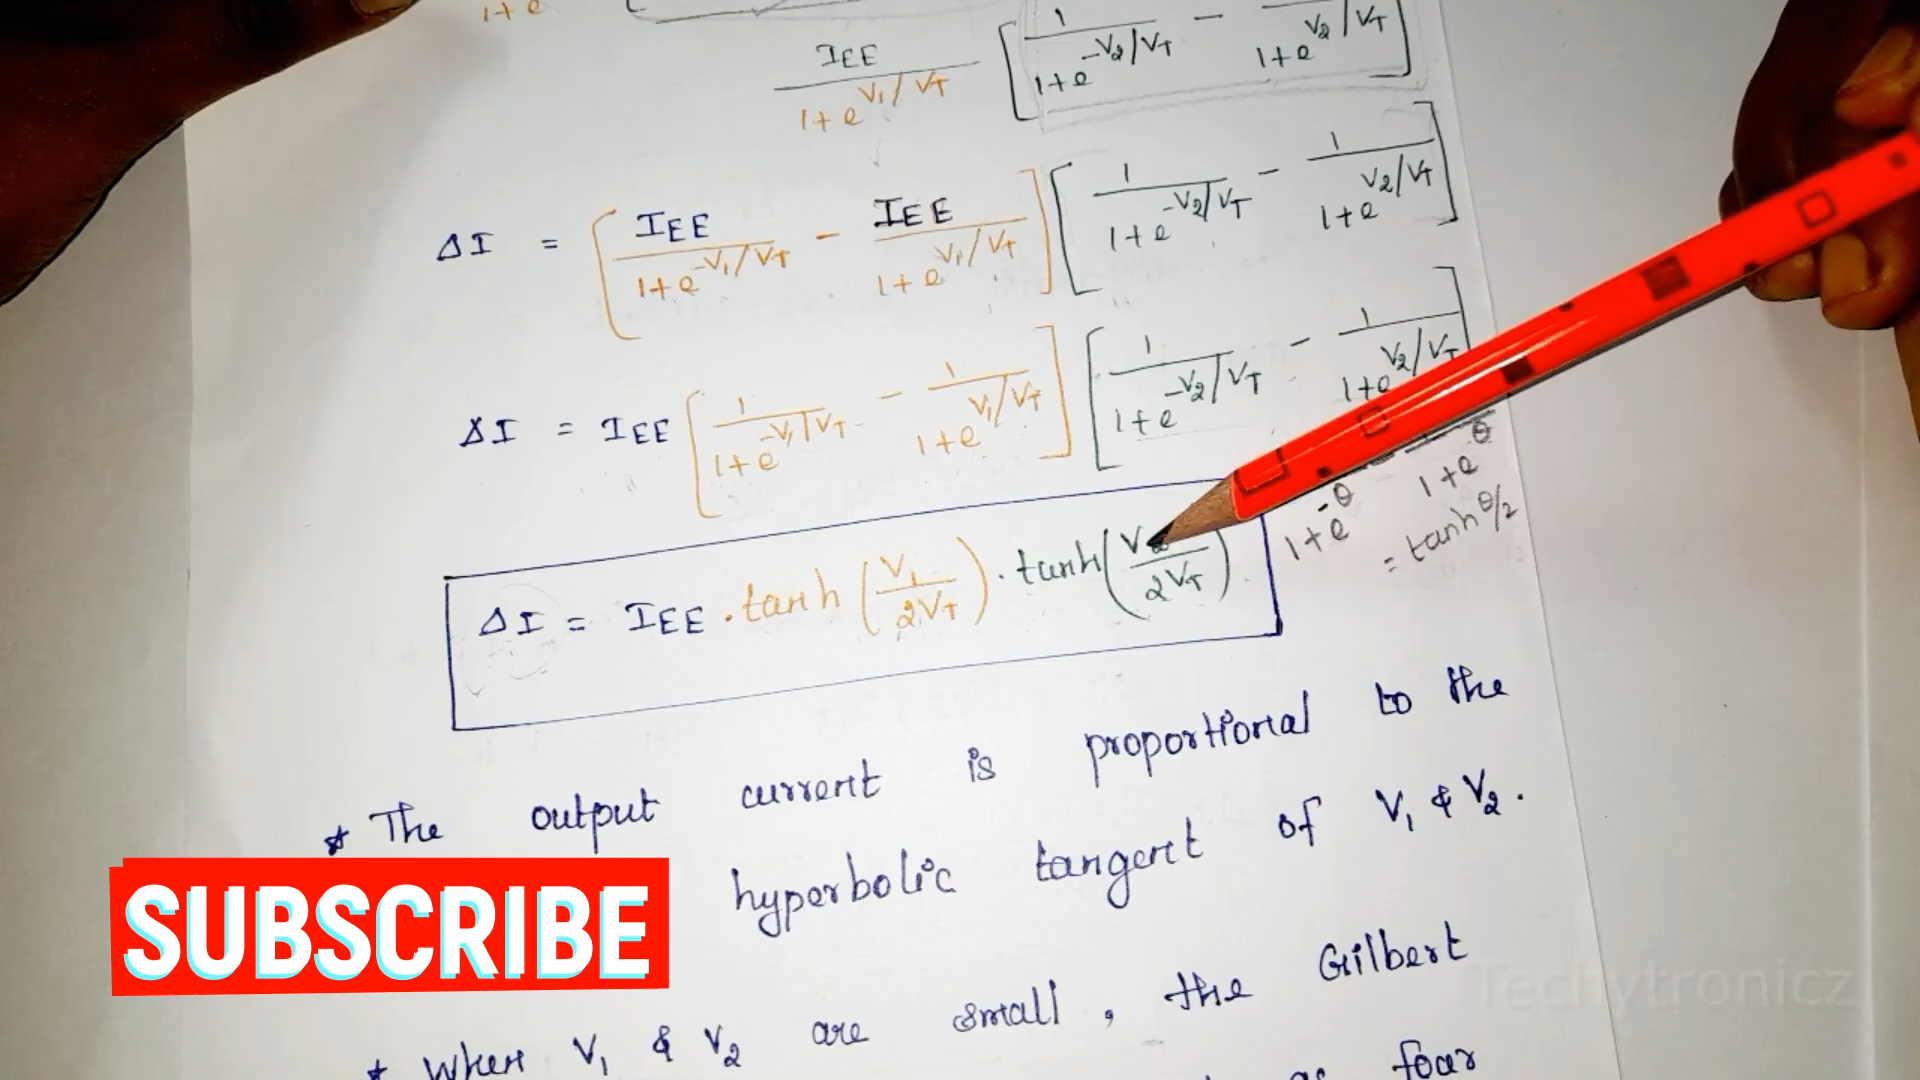 1+e
IEE / 1+e^V1/VT [ 1 / 1+e^-V2/VT - 1+e^V2/VT ]
ΔI = [ IEE / 1+e^-V1/VT - IEE / 1+e^V1/VT ] [ 1 / 1+e^-V2/VT - 1 / 1+e^V2/VT ]
ΔI = IEE [ 1 / 1+e^-V1/VT - 1 / 1+e^V1/VT ] [ 1 / 1+e^-V2/VT - 1 / 1+e^V2/VT ]
1+e^-θ - 1+e^θ
= tanh θ/2
ΔI = IEE . tanh ( V1 / 2VT ) . tanh ( V / 2VT )
* The output current is proportional to the
hyperbolic tangent of V1 & V2.
SUBSCRIBE
* When V1 & V2 are small, the Gilbert
Techytronicz
as four